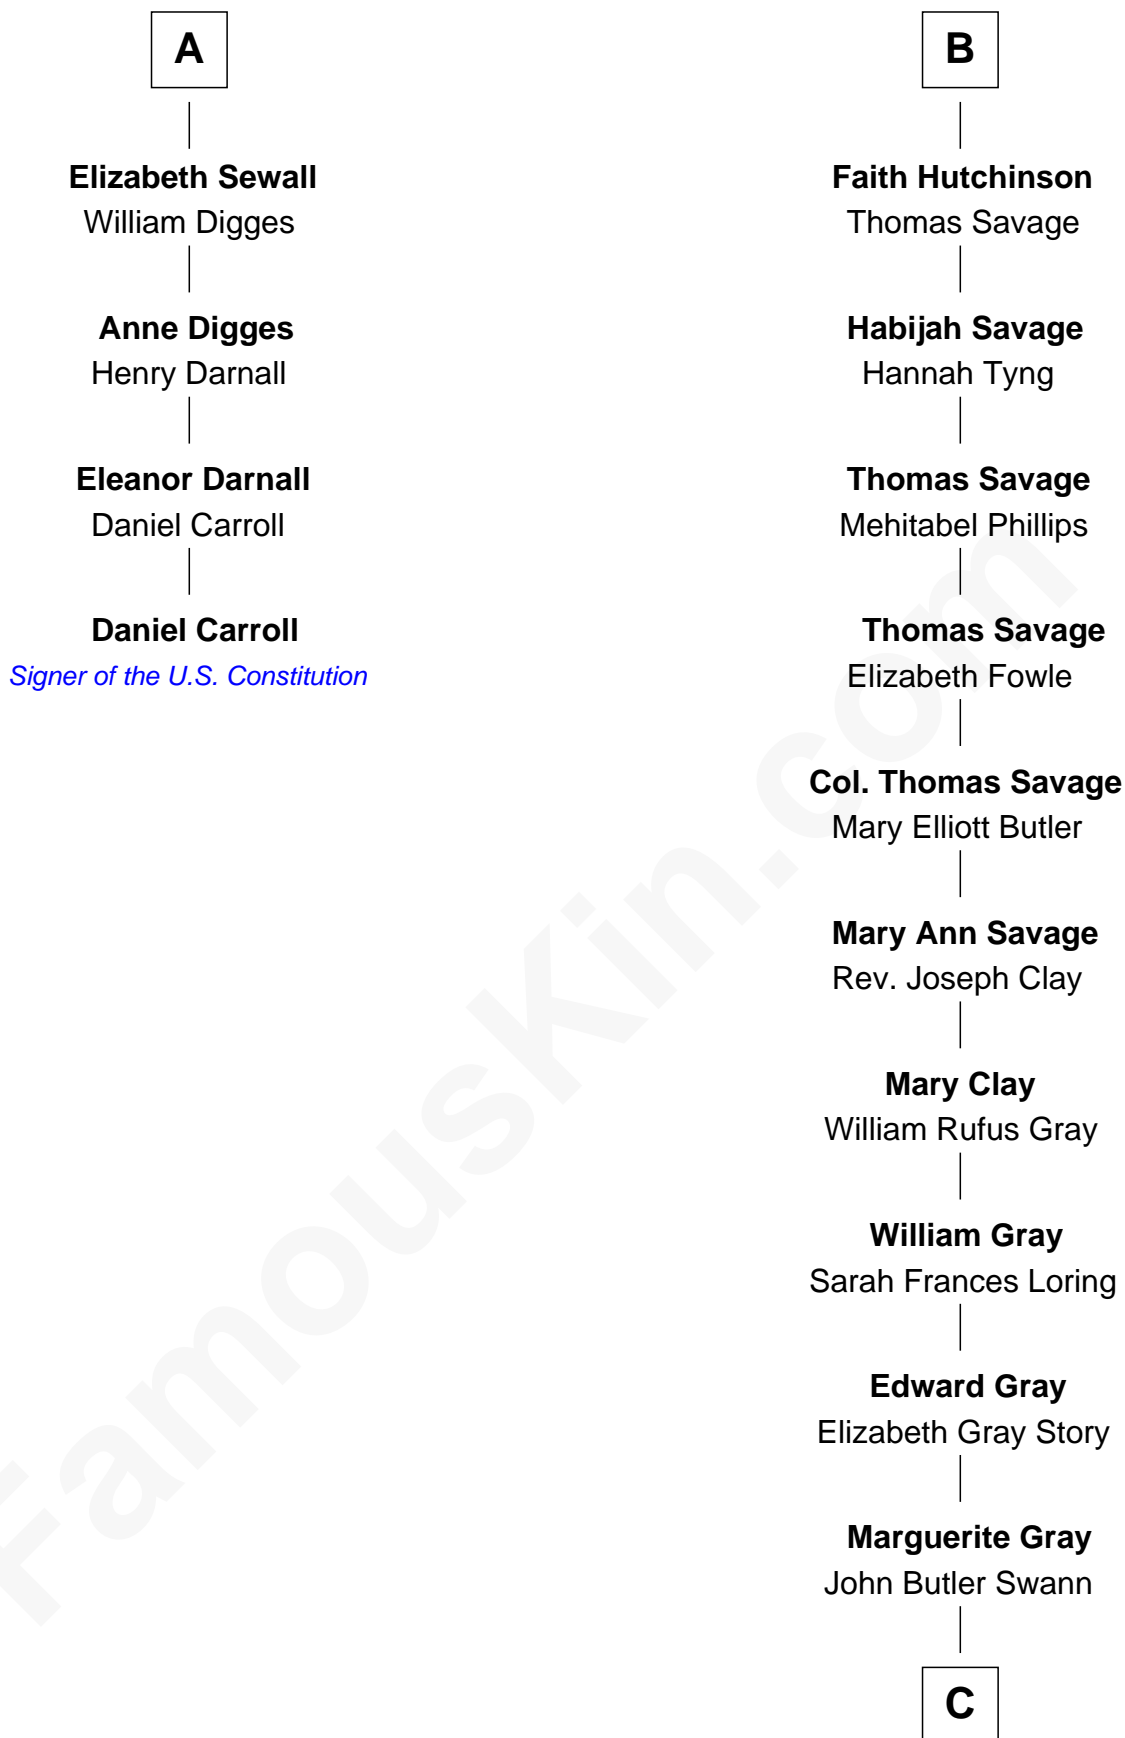 A
Elizabeth Sewall
William Digges
Anne Digges
Henry Darnall
Eleanor Darnall
Daniel Carroll
Daniel Carroll
Signer of the U.S. Constitution
B
Faith Hutchinson
Thomas Savage
Habijah Savage
Hannah Tyng
Thomas Savage
Mehitabel Phillips
Thomas Savage
Elizabeth Fowle
Col. Thomas Savage
Mary Elliott Butler
Mary Ann Savage
Rev. Joseph Clay
Mary Clay
William Rufus Gray
William Gray
Sarah Frances Loring
Edward Gray
Elizabeth Gray Story
Marguerite Gray
John Butler Swann
C
FamousKin.com